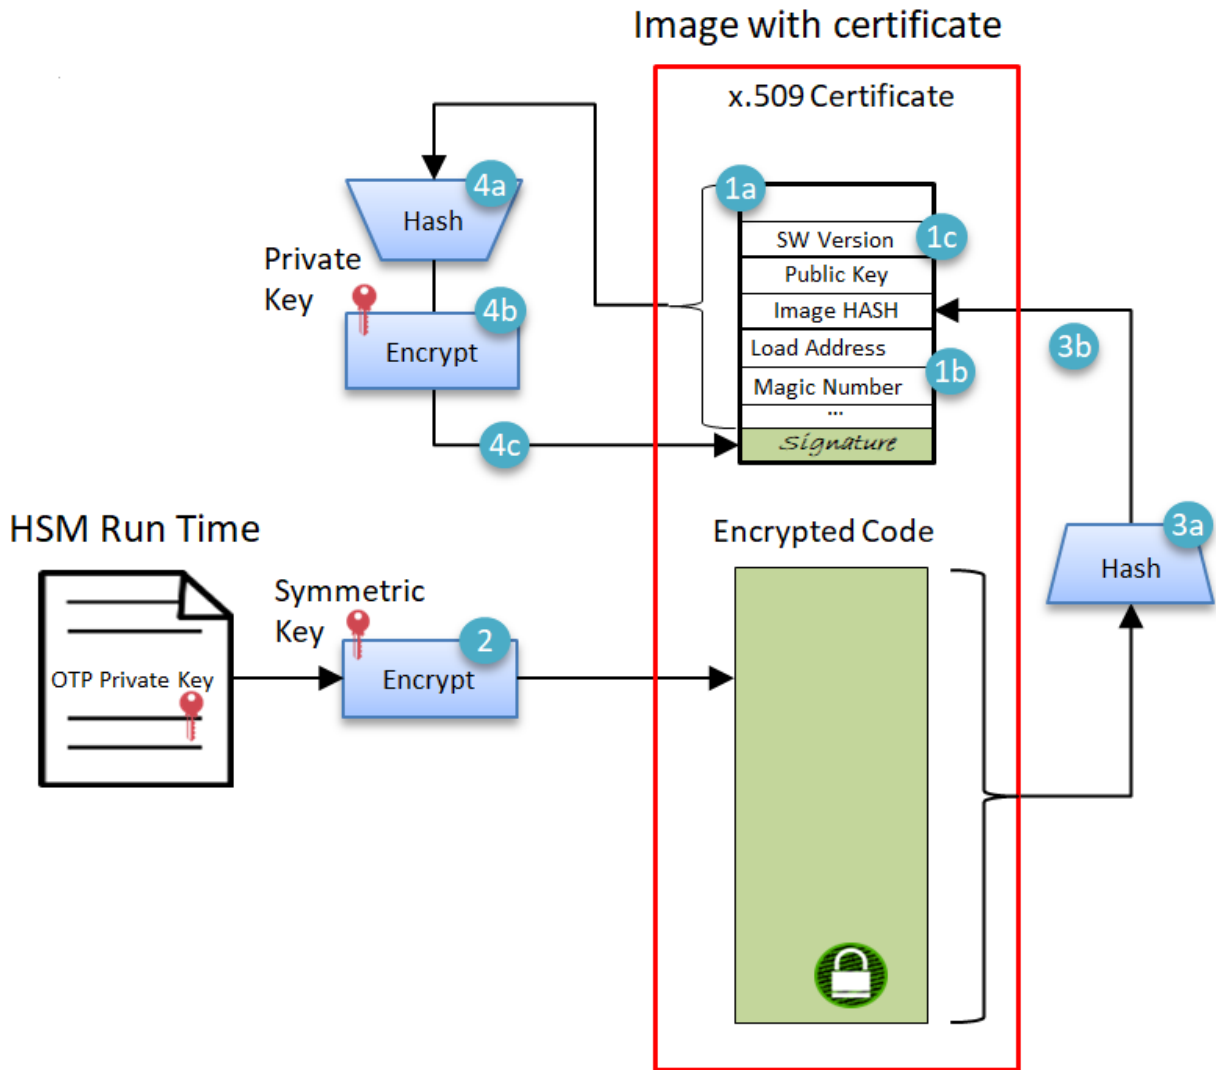 Image with certificate
x.509 Certificate
4a
1a
Hash
SW Version
1c
Private
Key
Public Key
4b
Image HASH
Encrypt
Load Address
3b
1b
Magic Number
...
4c
Signature
HSM Run Time
Encrypted Code
3a
Hash
Symmetric
Key
2
OTP Private Key
Encrypt